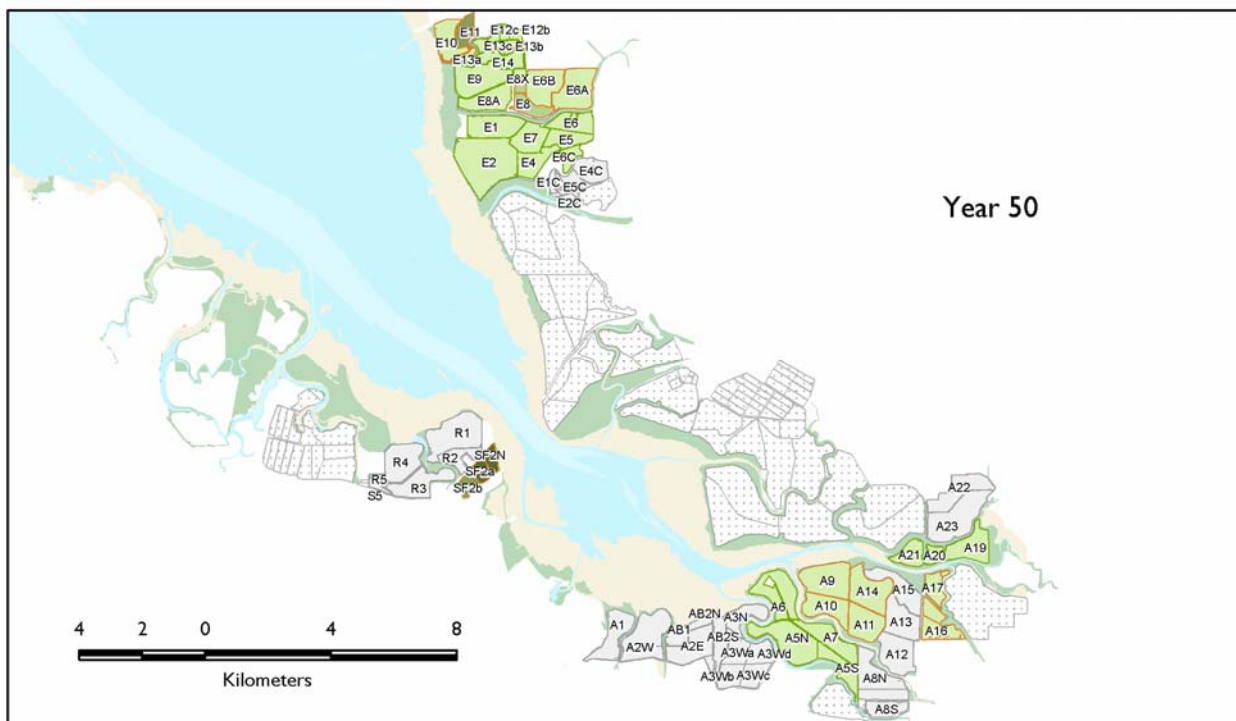 E11 E12c E12b
E10 E13c E13b
E13a E14
E9 E8X E6B
E6A
E8A E8
E1 E6
E7 E5
E2 E4 E6C
E4C
E1C E5C
E2C
Year 50
R1
R4 R2 SF2N
SF2a
R5 R3 SF2b
S5
A22
A23
A21 A20 A19
A9 A14 A15 A17
A10
A6 A11 A13 A16
A1 AB2N A3N
AB1 AB2S A5N A7
A2W A2E A3Wa A3Wd A12
A5S
A3Wb A3Wc A8N
A8S
4 2 0 4 8
Kilometers